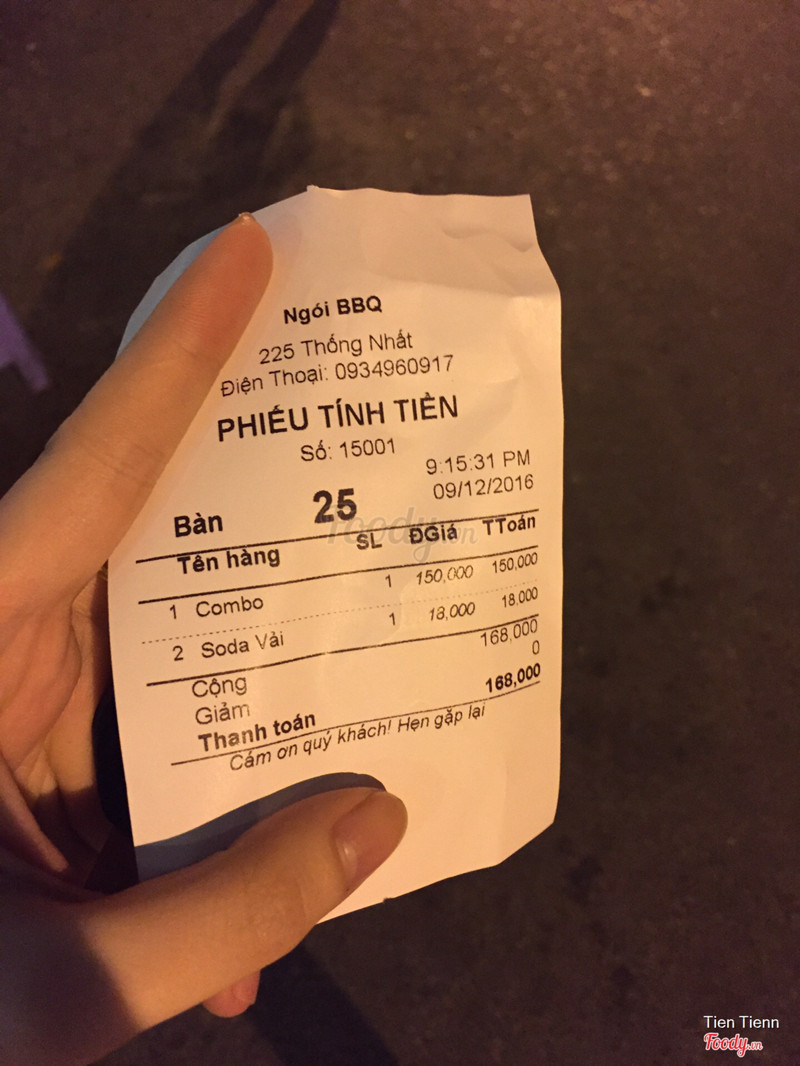 Ngói BBQ
225 Thống Nhất
Điện Thoại: 0934960917
PHIẾU TÍNH TIỀN
Số: 15001
9:15:31 PM
09/12/2016
Bàn 25
Tên hàng SL ĐGiá TToán
1 Combo 1 150,000 150,000
2 Soda Vải 1 18,000 18,000
Cộng 168,000
Giảm 0
Thanh toán 168,000
Cám ơn quý khách! Hẹn gặp lại
Foody.vn
Tien Tienn
Foody.vn